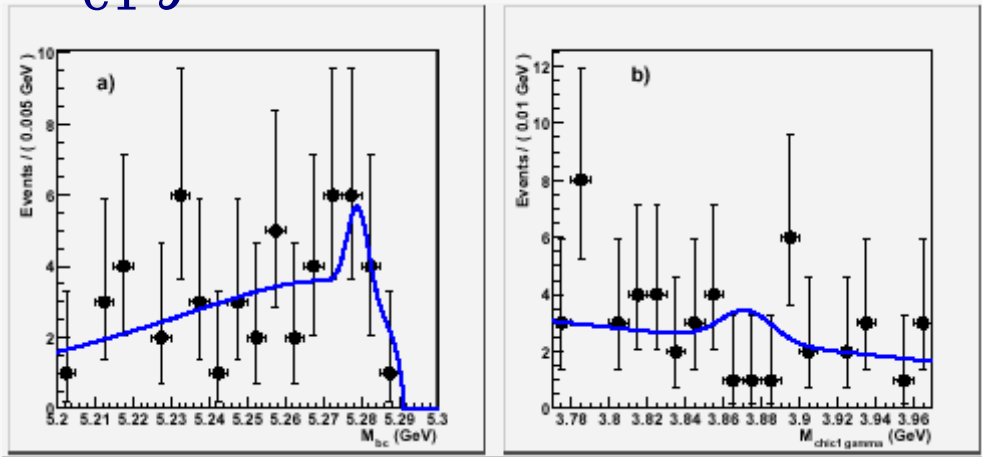 a)
Events / ( 0.005 GeV )
10
8
6
4
2
0
5.2 5.21 5.22 5.23 5.24 5.25 5.26 5.27 5.28 5.29 5.3
M bc (GeV)
b)
Events / ( 0.01 GeV )
12
10
8
6
4
2
0
3.78 3.8 3.82 3.84 3.86 3.88 3.9 3.92 3.94 3.96
M chic1 gamma (GeV)